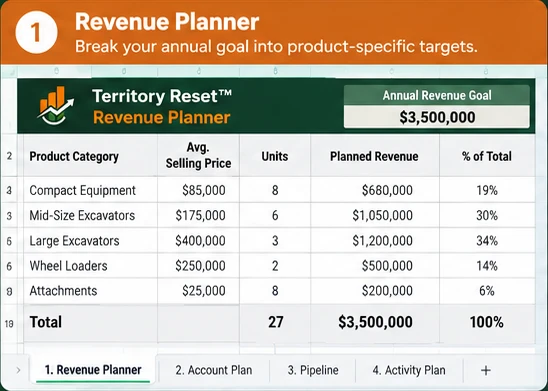 1
Revenue Planner
Break your annual goal into product-specific targets.
Territory Reset™
Revenue Planner
Annual Revenue Goal
$3,500,000
2 Product Category Avg. Selling Price Units Planned Revenue % of Total
3 Compact Equipment $85,000 8 $680,000 19%
3 Mid-Size Excavators $175,000 6 $1,050,000 30%
Large Excavators $400,000 3 $1,200,000 34%
6 Wheel Loaders $250,000 2 $500,000 14%
9 Attachments $25,000 8 $200,000 6%
Total 27 $3,500,000 100%
1. Revenue Planner 2. Account Plan 3. Pipeline 4. Activity Plan +